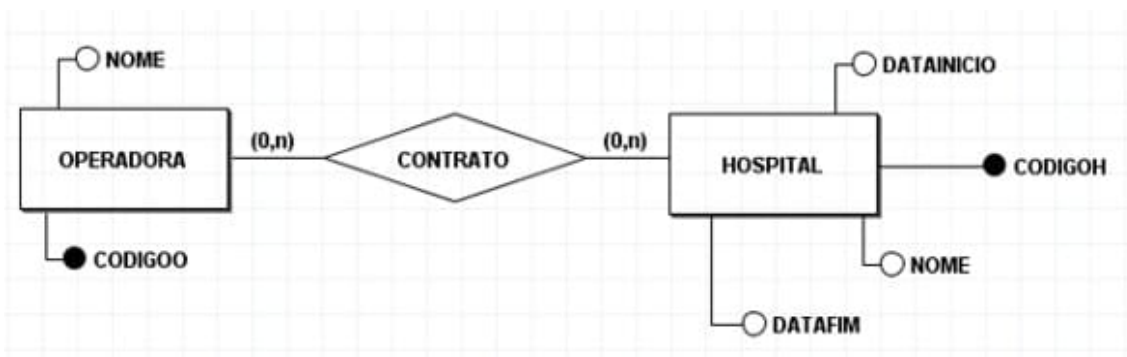 NOME
DATAINICIO
OPERADORA
(0,n)
CONTRATO
(0,n)
HOSPITAL
CODIGOH
CODIGOO
NOME
DATAFIM